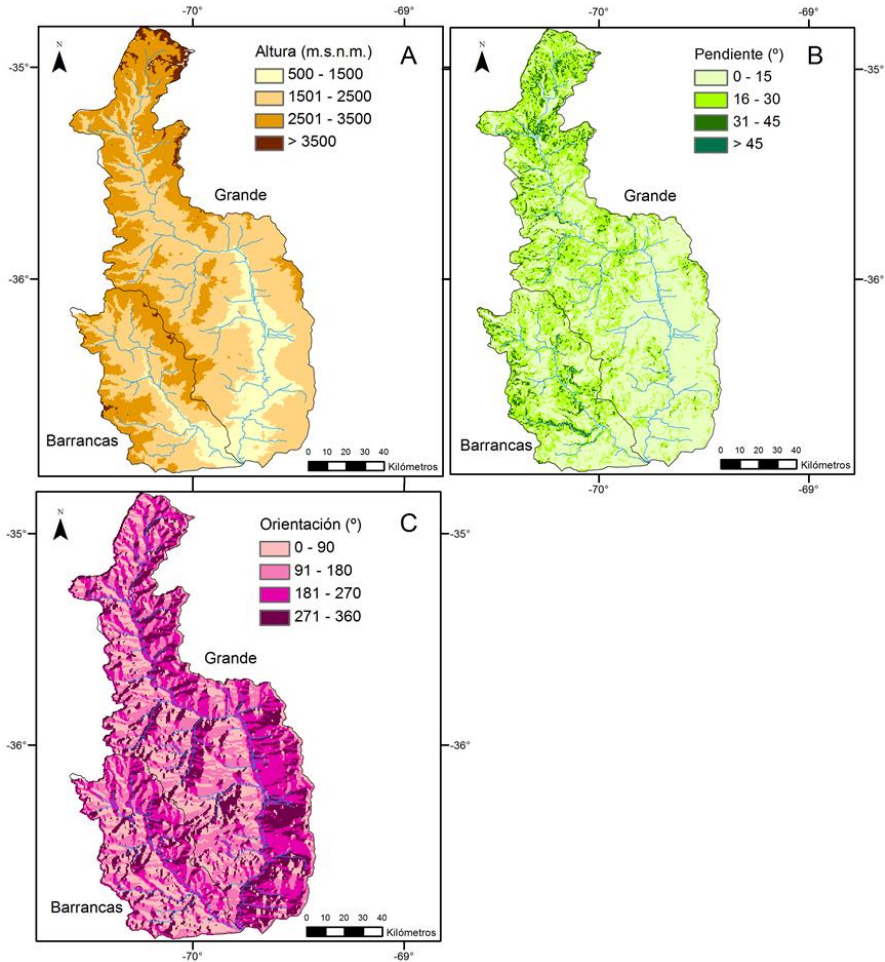 -70°
-69°
-70°
-69°
-35°
-36°
N
Altura (m.s.n.m.)
A
500 - 1500
1501 - 2500
2501 - 3500
> 3500
Grande
Barrancas
0 10 20 30 40
Kilómetros
N
Pendiente (º)
B
0 - 15
16 - 30
31 - 45
> 45
Grande
Barrancas
0 10 20 30 40
Kilómetros
-70°
-69°
-35°
-36°
N
Orientación (º)
C
0 - 90
91 - 180
181 - 270
271 - 360
Grande
Barrancas
0 10 20 30 40
Kilómetros
-35°
-36°
-70°
-69°